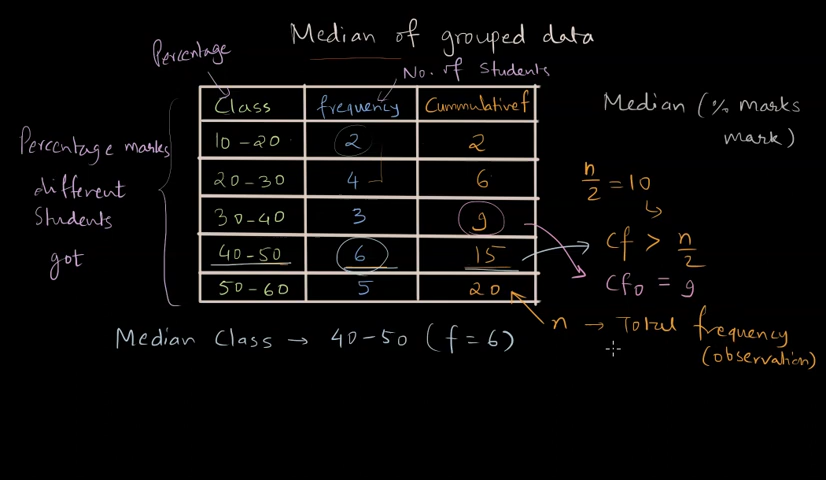 Median of grouped data
Percentage
No. of Students
Class frequency Cummulative f
10-20 2 2
20-30 4 6
30-40 3 9
40-50 6 15
50-60 5 20
Percentage marks
different
Students
got
Median (% marks
mark)
n/2 = 10
cf > n/2
cf₀ = 9
n → Total frequency
(observation)
Median Class → 40-50 (f = 6)